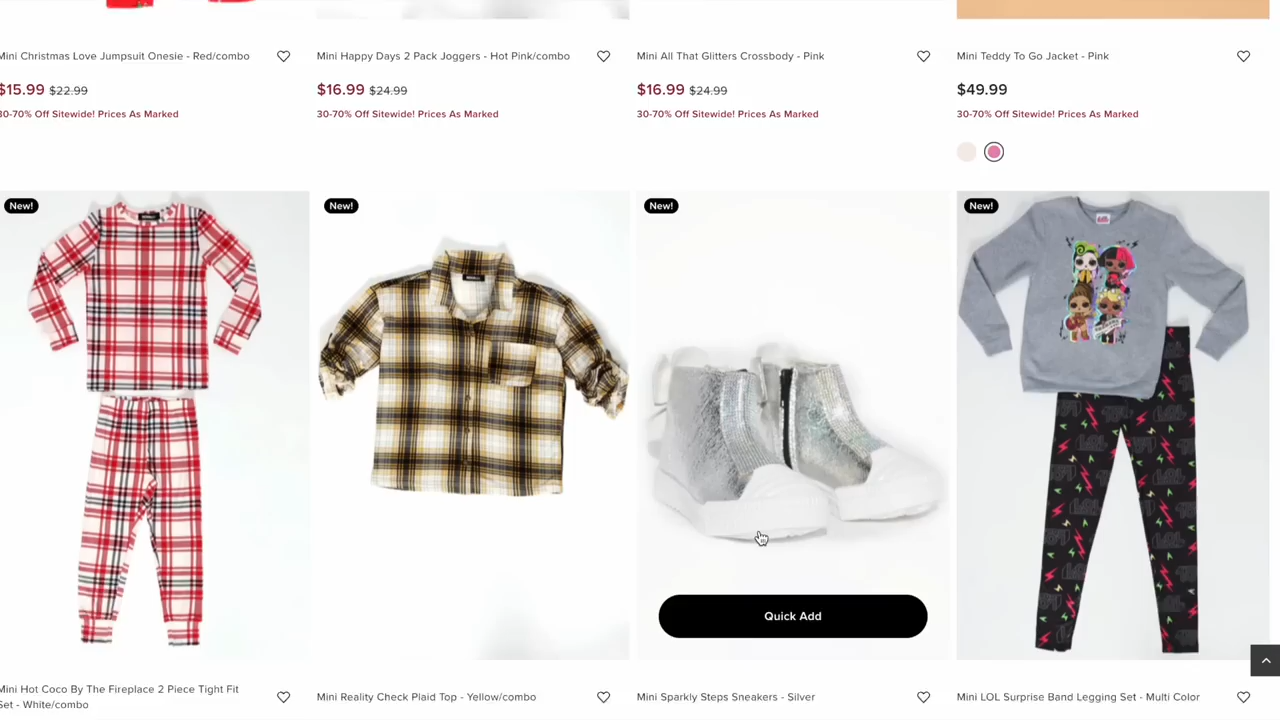 Mini Christmas Love Jumpsuit Onesie - Red/combo
Mini Happy Days 2 Pack Joggers - Hot Pink/combo
Mini All That Glitters Crossbody - Pink
Mini Teddy To Go Jacket - Pink
$15.99 $22.99
$16.99 $24.99
$16.99 $24.99
$49.99
30-70% Off Sitewide! Prices As Marked
30-70% Off Sitewide! Prices As Marked
30-70% Off Sitewide! Prices As Marked
30-70% Off Sitewide! Prices As Marked
New!
New!
New!
New!
Quick Add
Mini Hot Coco By The Fireplace 2 Piece Tight Fit
Set - White/combo
Mini Reality Check Plaid Top - Yellow/combo
Mini Sparkly Steps Sneakers - Silver
Mini LOL Surprise Band Legging Set - Multi Color